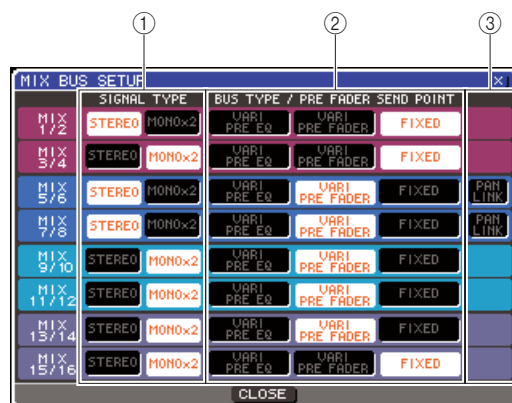 ① ② ③
MIX BUS SETUP ×
SIGNAL TYPE BUS TYPE / PRE FADER SEND POINT
MIX 1/2 STEREO MONO×2 VARI PRE EQ VARI PRE FADER FIXED
MIX 3/4 STEREO MONO×2 VARI PRE EQ VARI PRE FADER FIXED
MIX 5/6 STEREO MONO×2 VARI PRE EQ VARI PRE FADER FIXED PAN LINK
MIX 7/8 STEREO MONO×2 VARI PRE EQ VARI PRE FADER FIXED PAN LINK
MIX 9/10 STEREO MONO×2 VARI PRE EQ VARI PRE FADER FIXED
MIX 11/12 STEREO MONO×2 VARI PRE EQ VARI PRE FADER FIXED
MIX 13/14 STEREO MONO×2 VARI PRE EQ VARI PRE FADER FIXED
MIX 15/16 STEREO MONO×2 VARI PRE EQ VARI PRE FADER FIXED
CLOSE